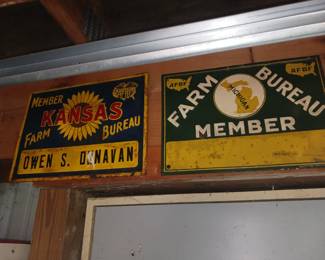 MEMBER
KANSAS
FARM BUREAU
OWEN S. DONAVAN
AFBF AFBF
FARM BUREAU
MICHIGAN
MEMBER